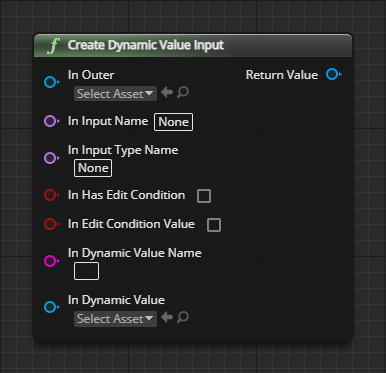 f Create Dynamic Value Input
In Outer Return Value
Select Asset
In Input Name None
In Input Type Name
None
In Has Edit Condition
In Edit Condition Value
In Dynamic Value Name
In Dynamic Value
Select Asset